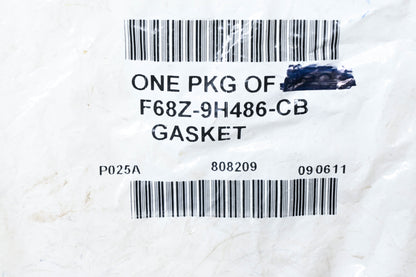 ONE PKG OF
F68Z-9H486-CB
GASKET
P025A 808209 090611